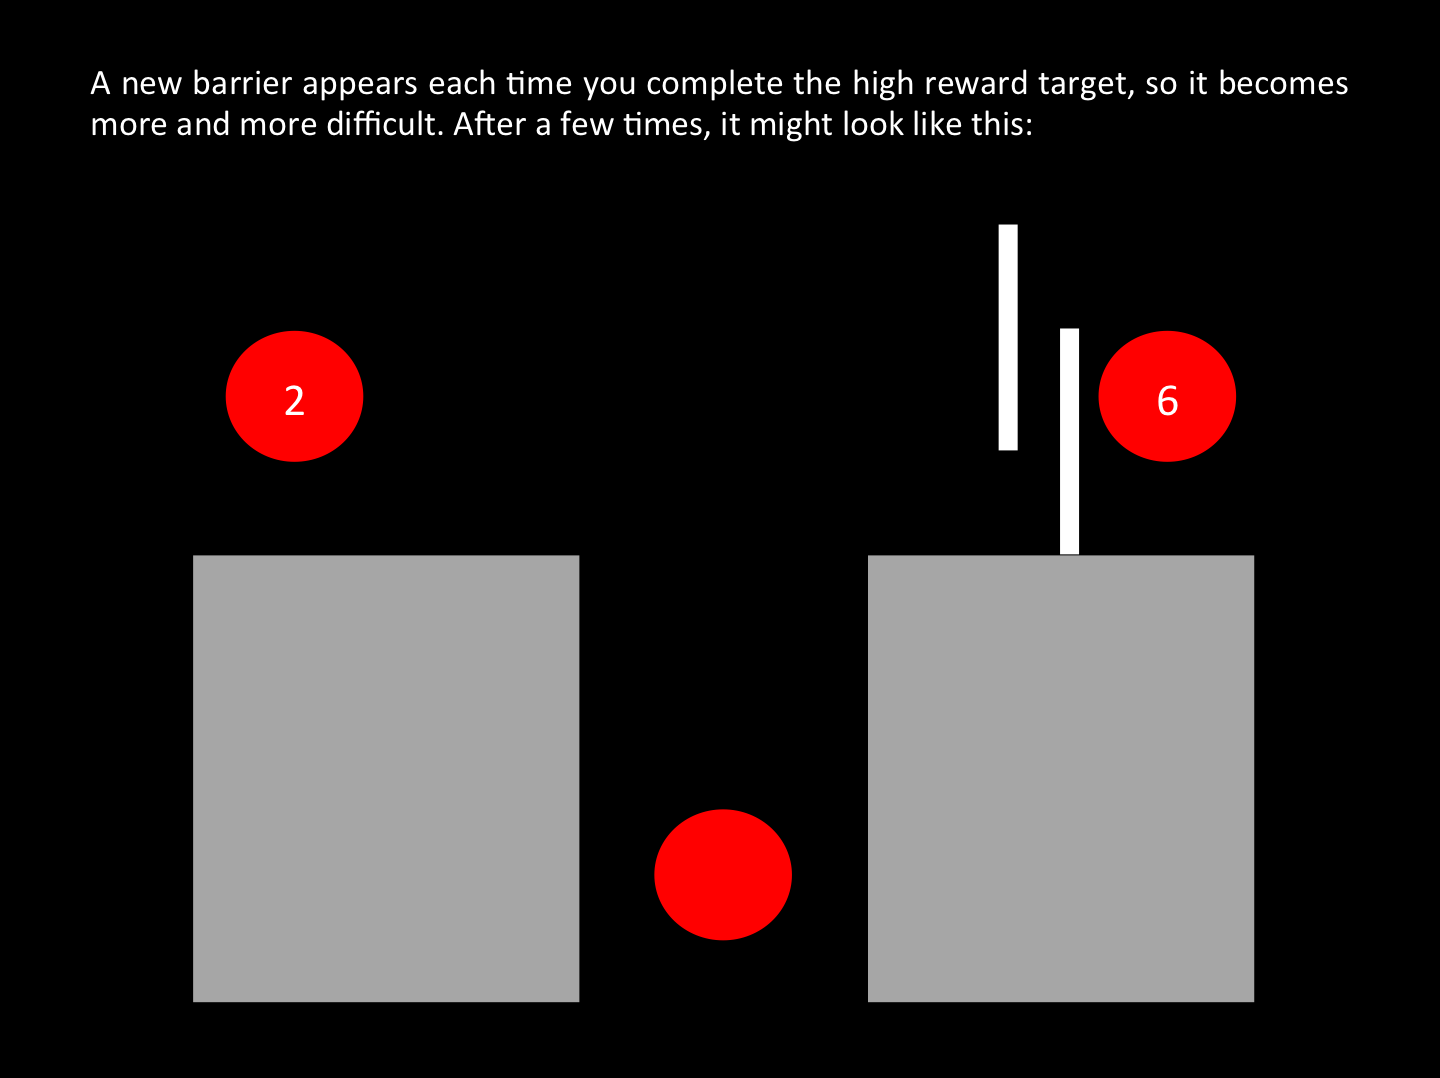 A new barrier appears each time you complete the high reward target, so it becomes
more and more difficult. After a few times, it might look like this:
2
6